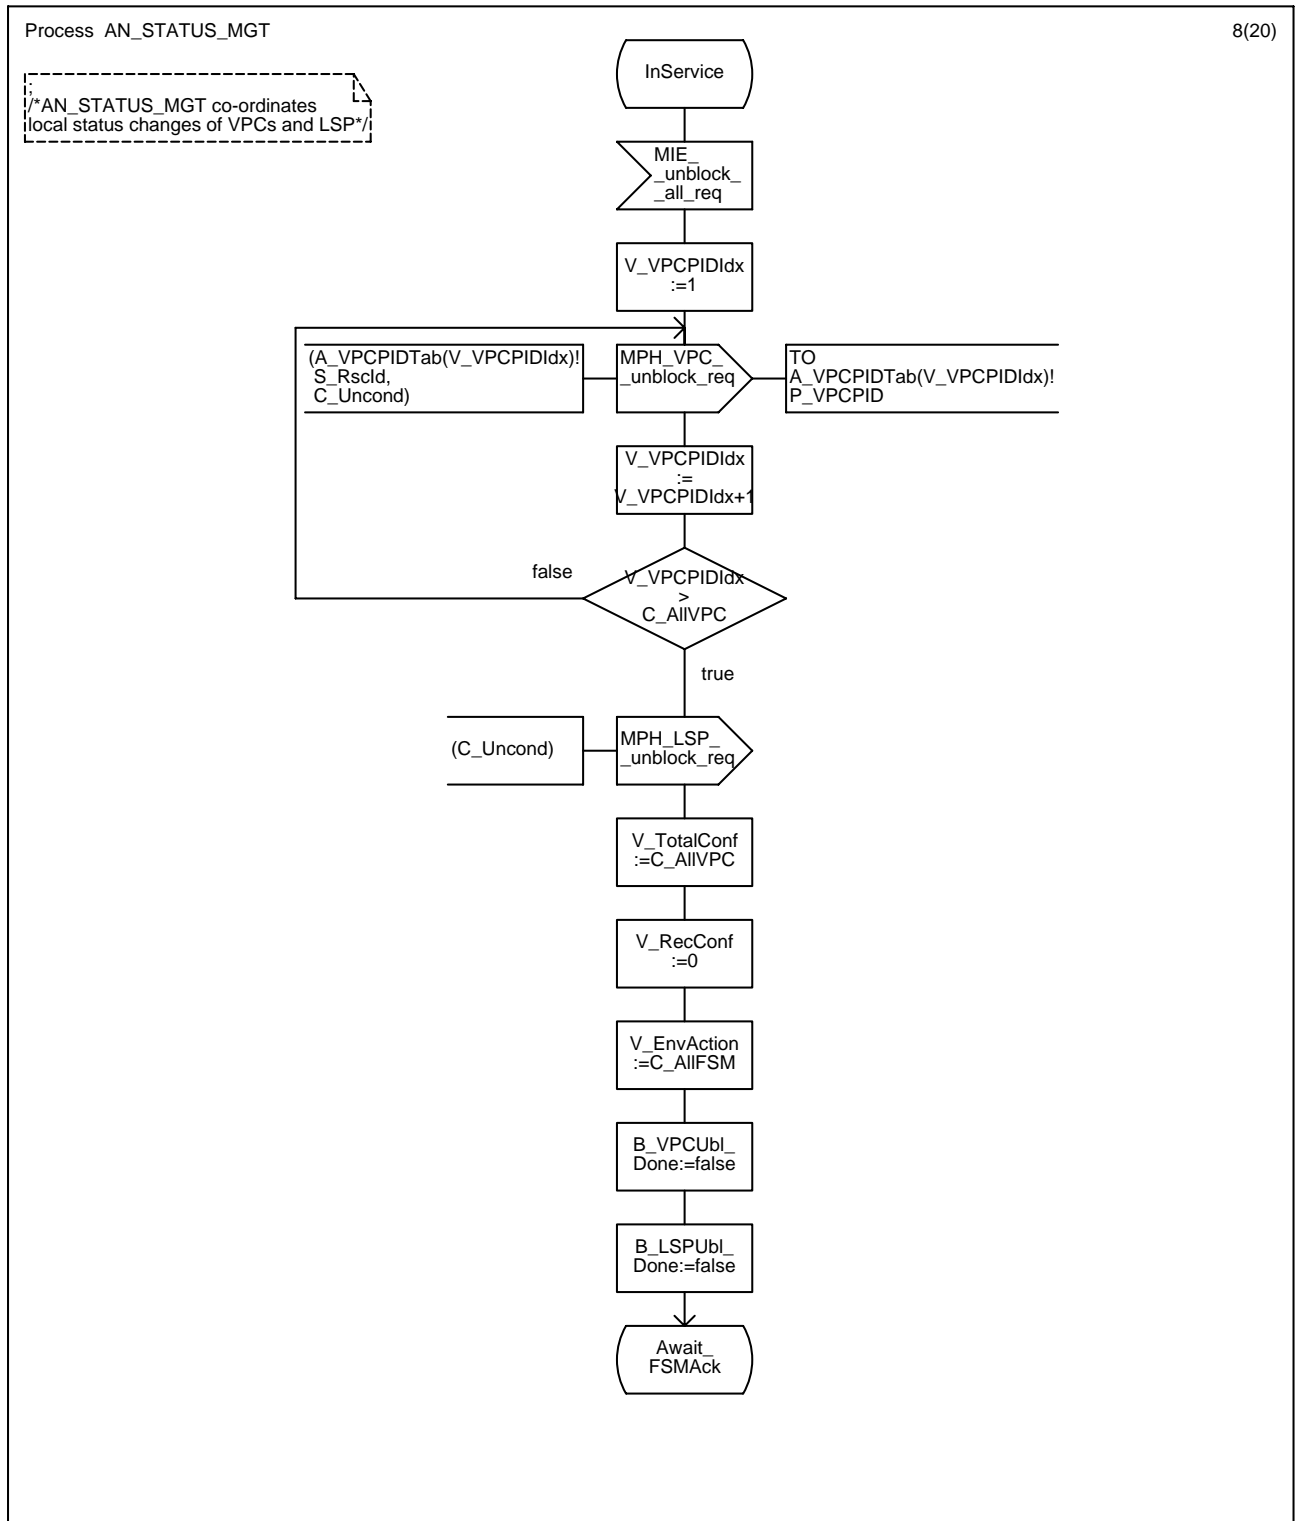 Process AN_STATUS_MGT
8(20)
;
/*AN_STATUS_MGT co-ordinates
local status changes of VPCs and LSP*/
InService
MIE_
_unblock_
_all_req
V_VPCPIDIdx
:=1
(A_VPCPIDTab(V_VPCPIDIdx)!
S_RscId,
C_Uncond)
MPH_VPC_
_unblock_req
TO
A_VPCPIDTab(V_VPCPIDIdx)!
P_VPCPID
V_VPCPIDIdx
:=
V_VPCPIDIdx+1
false
V_VPCPIDIdx
>
C_AllVPC
true
(C_Uncond)
MPH_LSP_
_unblock_req
V_TotalConf
:=C_AllVPC
V_RecConf
:=0
V_EnvAction
:=C_AllFSM
B_VPCUbl_
Done:=false
B_LSPUbl_
Done:=false
Await_
FSMAck